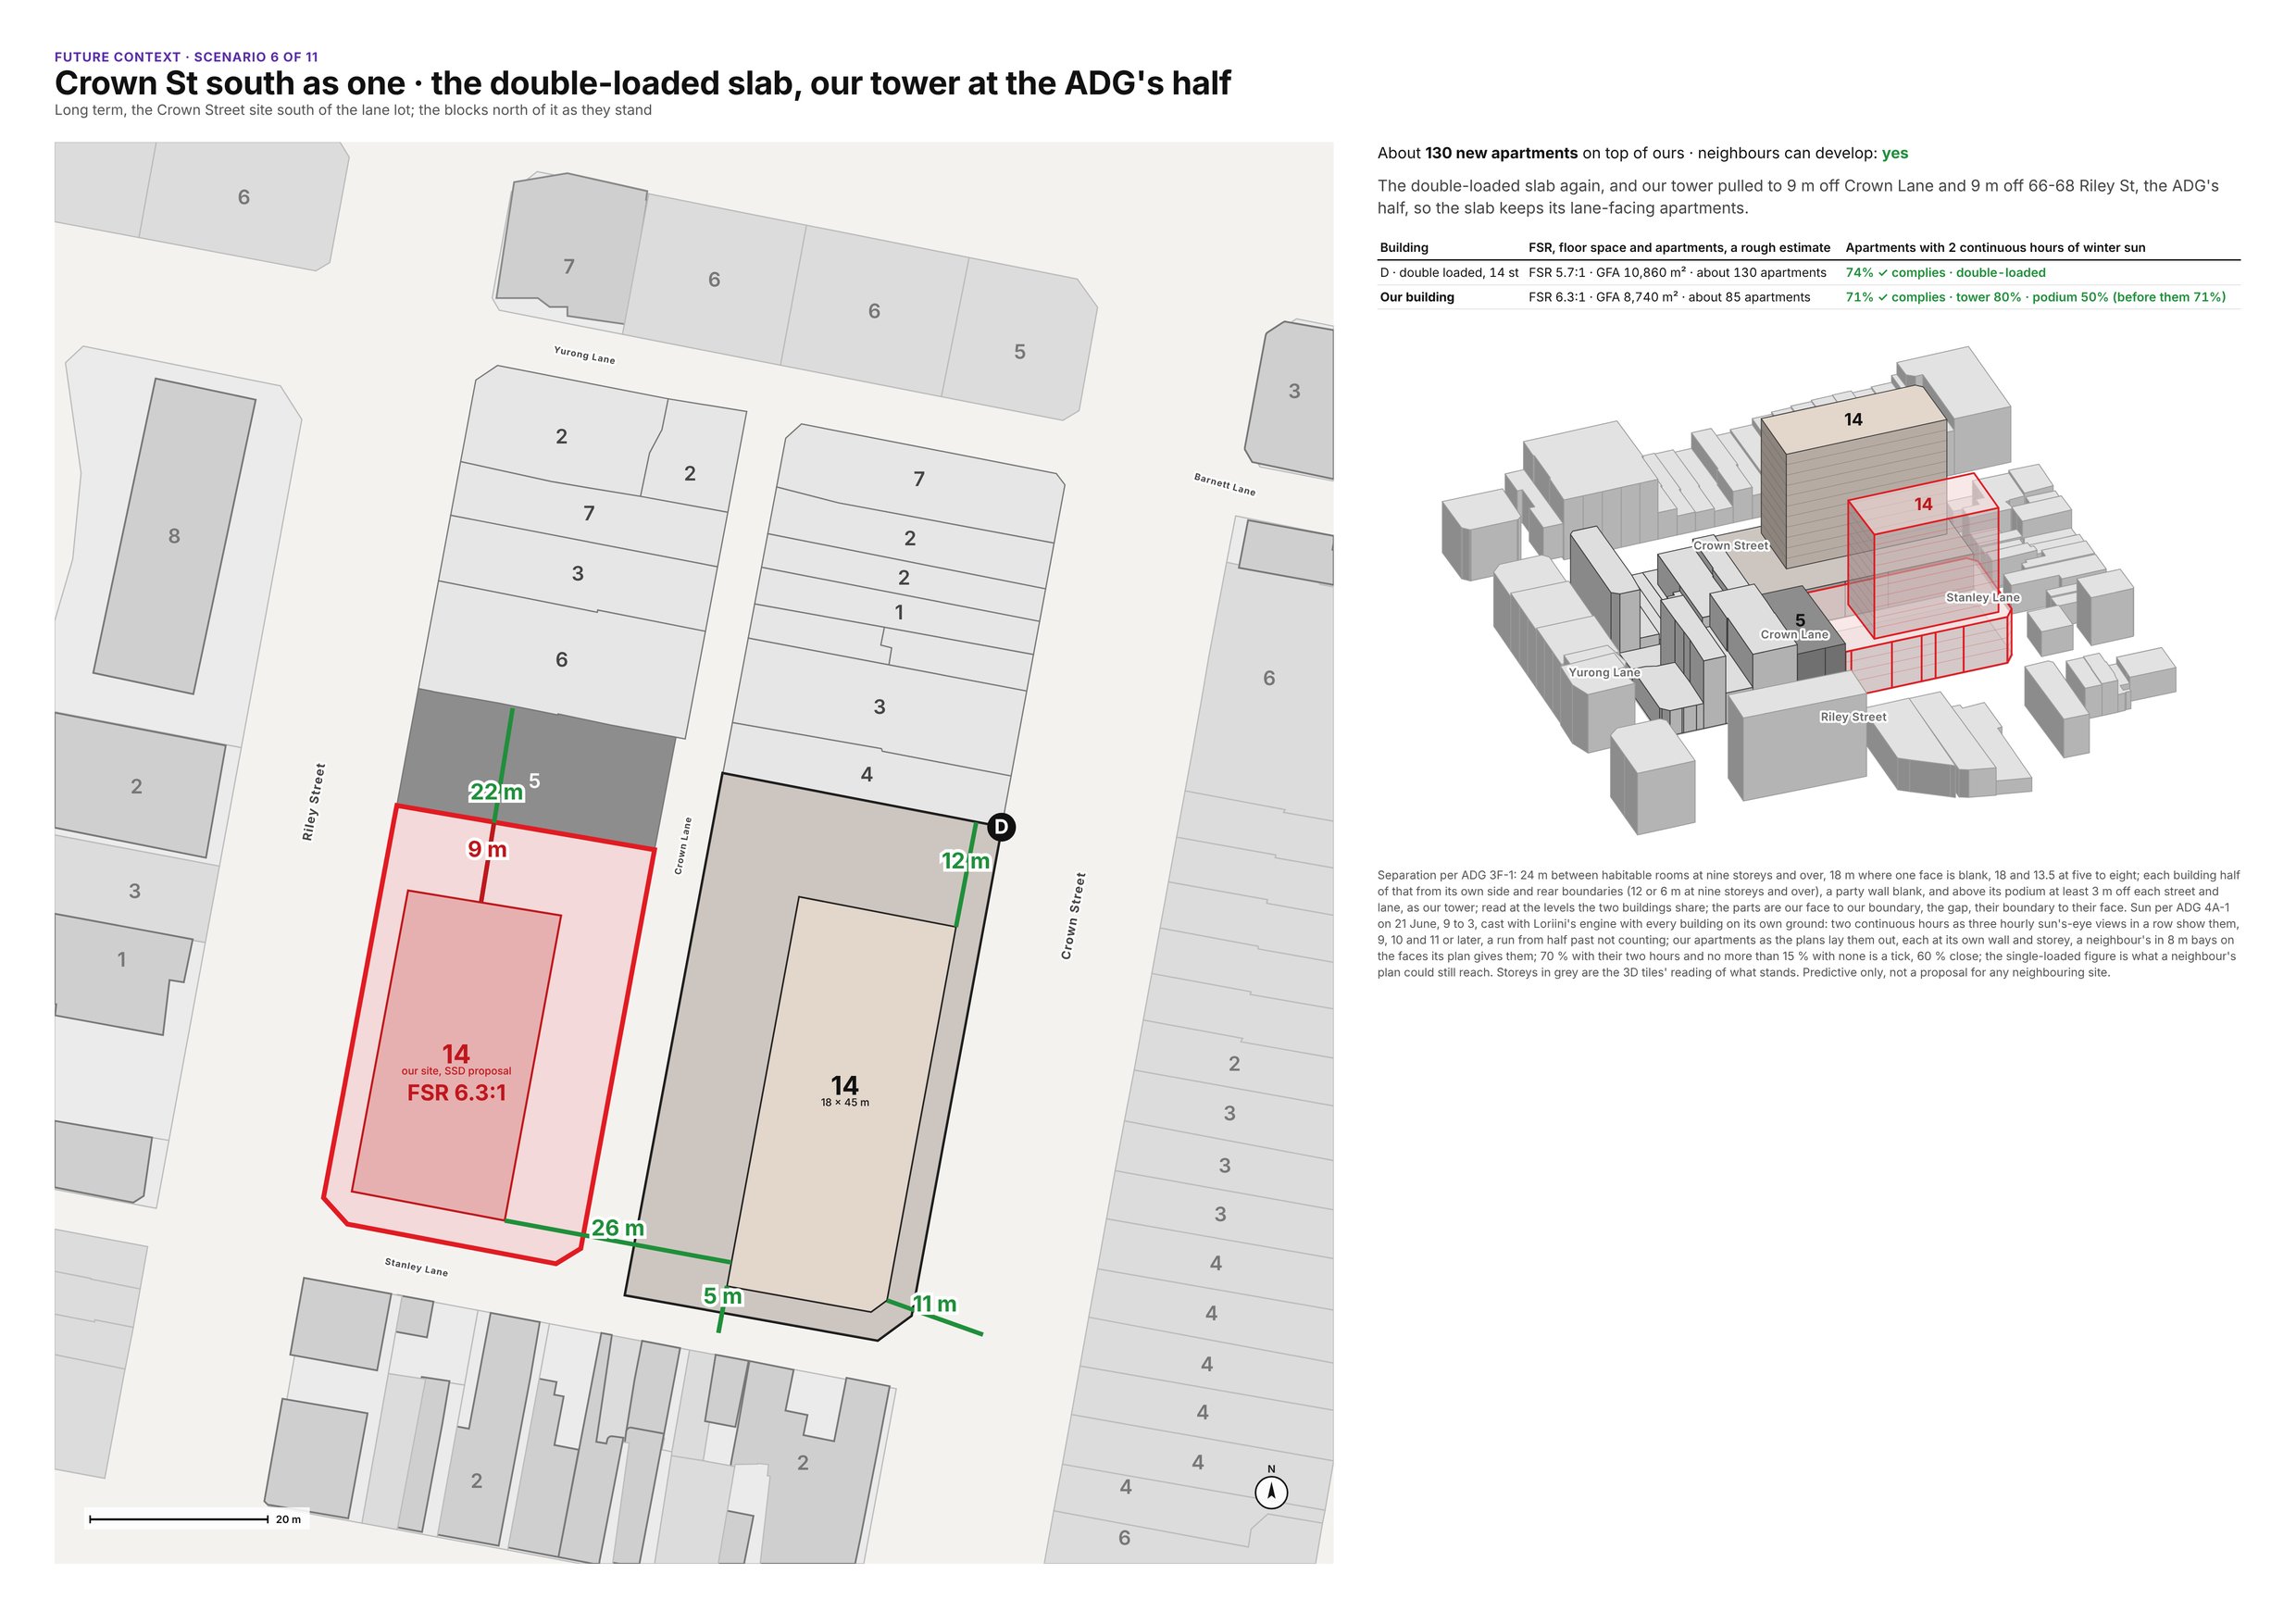 FUTURE CONTEXT · SCENARIO 6 OF 11
Crown St south as one · the double-loaded slab, our tower at the ADG's half
Long term, the Crown Street site south of the lane lot; the blocks north of it as they stand
6
7
6
6
5
3
Yurong Lane
Barnett Lane
2
2
7
3
6
7
2
2
1
3
4
8
2
3
1
6
Riley Street
5
22 m
9 m
Crown Lane
D
12 m
Crown Street
14
our site, SSD proposal
FSR 6.3:1
14
18 × 45 m
26 m
5 m
11 m
Stanley Lane
2
3
3
3
4
4
4
4
4
4
6
2
2
N
20 m
About 130 new apartments on top of ours · neighbours can develop: yes
The double-loaded slab again, and our tower pulled to 9 m off Crown Lane and 9 m off 66-68 Riley St, the ADG's
half, so the slab keeps its lane-facing apartments.
Building FSR, floor space and apartments, a rough estimate Apartments with 2 continuous hours of winter sun
D · double loaded, 14 st FSR 5.7:1 · GFA 10,860 m² · about 130 apartments 74% ✓ complies · double-loaded
Our building FSR 6.3:1 · GFA 8,740 m² · about 85 apartments 71% ✓ complies · tower 80% · podium 50% (before them 71%)
14
14
Crown Street
Stanley Lane
5
Crown Lane
Yurong Lane
Riley Street
Separation per ADG 3F-1: 24 m between habitable rooms at nine storeys and over, 18 m where one face is blank, 18 and 13.5 at five to eight; each building half
of that from its own side and rear boundaries (12 or 6 m at nine storeys and over), a party wall blank, and above its podium at least 3 m off each street and
lane, as our tower; read at the levels the two buildings share; the parts are our face to our boundary, the gap, their boundary to their face. Sun per ADG 4A-1
on 21 June, 9 to 3, cast with Loriini's engine with every building on its own ground: two continuous hours as three hourly sun's-eye views in a row show them,
9, 10 and 11 or later, a run from half past not counting; our apartments as the plans lay them out, each at its own wall and storey, a neighbour's in 8 m bays on
the faces its plan gives them; 70 % with their two hours and no more than 15 % with none is a tick, 60 % close; the single-loaded figure is what a neighbour's
plan could still reach. Storeys in grey are the 3D tiles' reading of what stands. Predictive only, not a proposal for any neighbouring site.